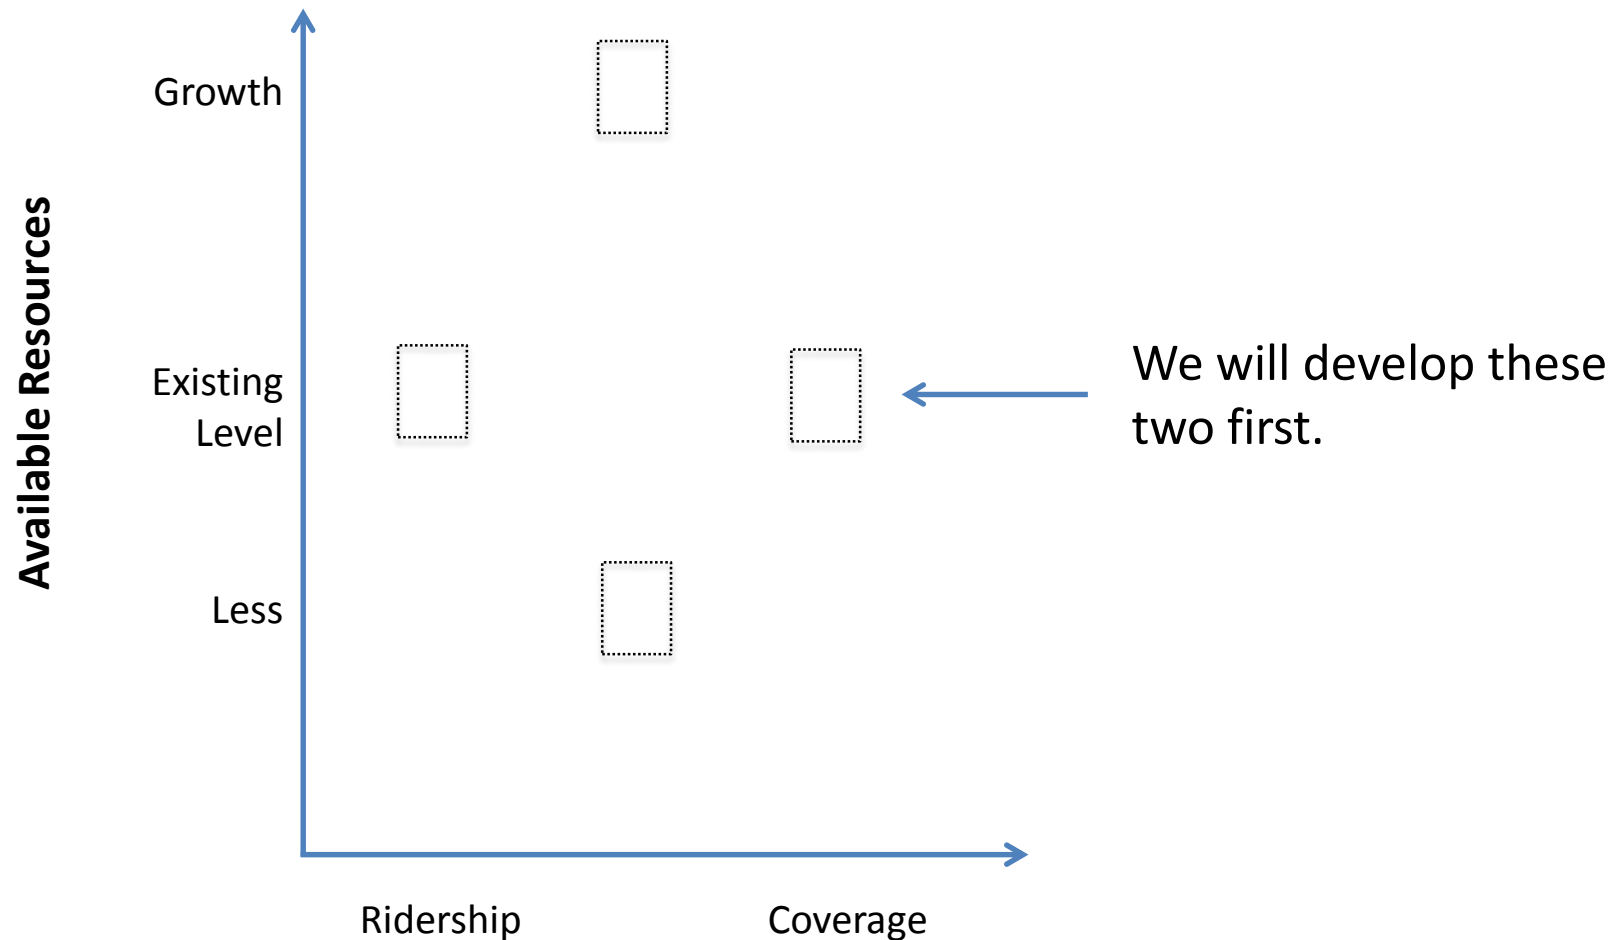 Available Resources
Growth
Existing
Level
Less
We will develop these
two first.
Ridership
Coverage